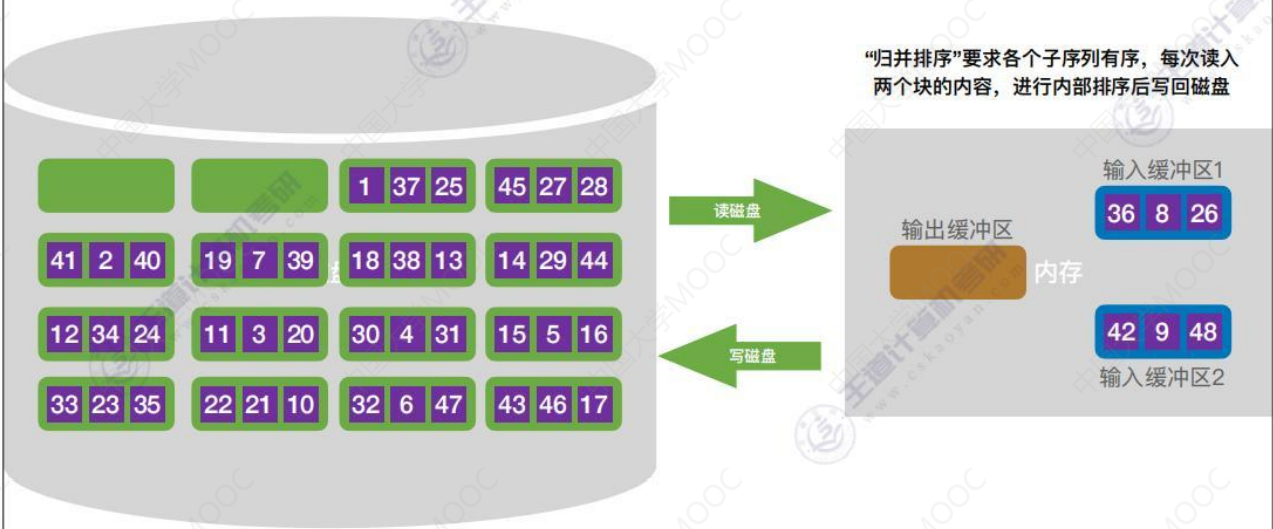 “归并排序”要求各个子序列有序，每次读入
两个块的内容，进行内部排序后写回磁盘
1 37 25 45 27 28
41 2 40 19 7 39 18 38 13 14 29 44
12 34 24 11 3 20 30 4 31 15 5 16
33 23 35 22 21 10 32 6 47 43 46 17
盘
读磁盘
写磁盘
输入缓冲区1
36 8 26
输出缓冲区
内存
42 9 48
输入缓冲区2
中国大学MOOC
王道计算机考研
www.cskaoyan.com